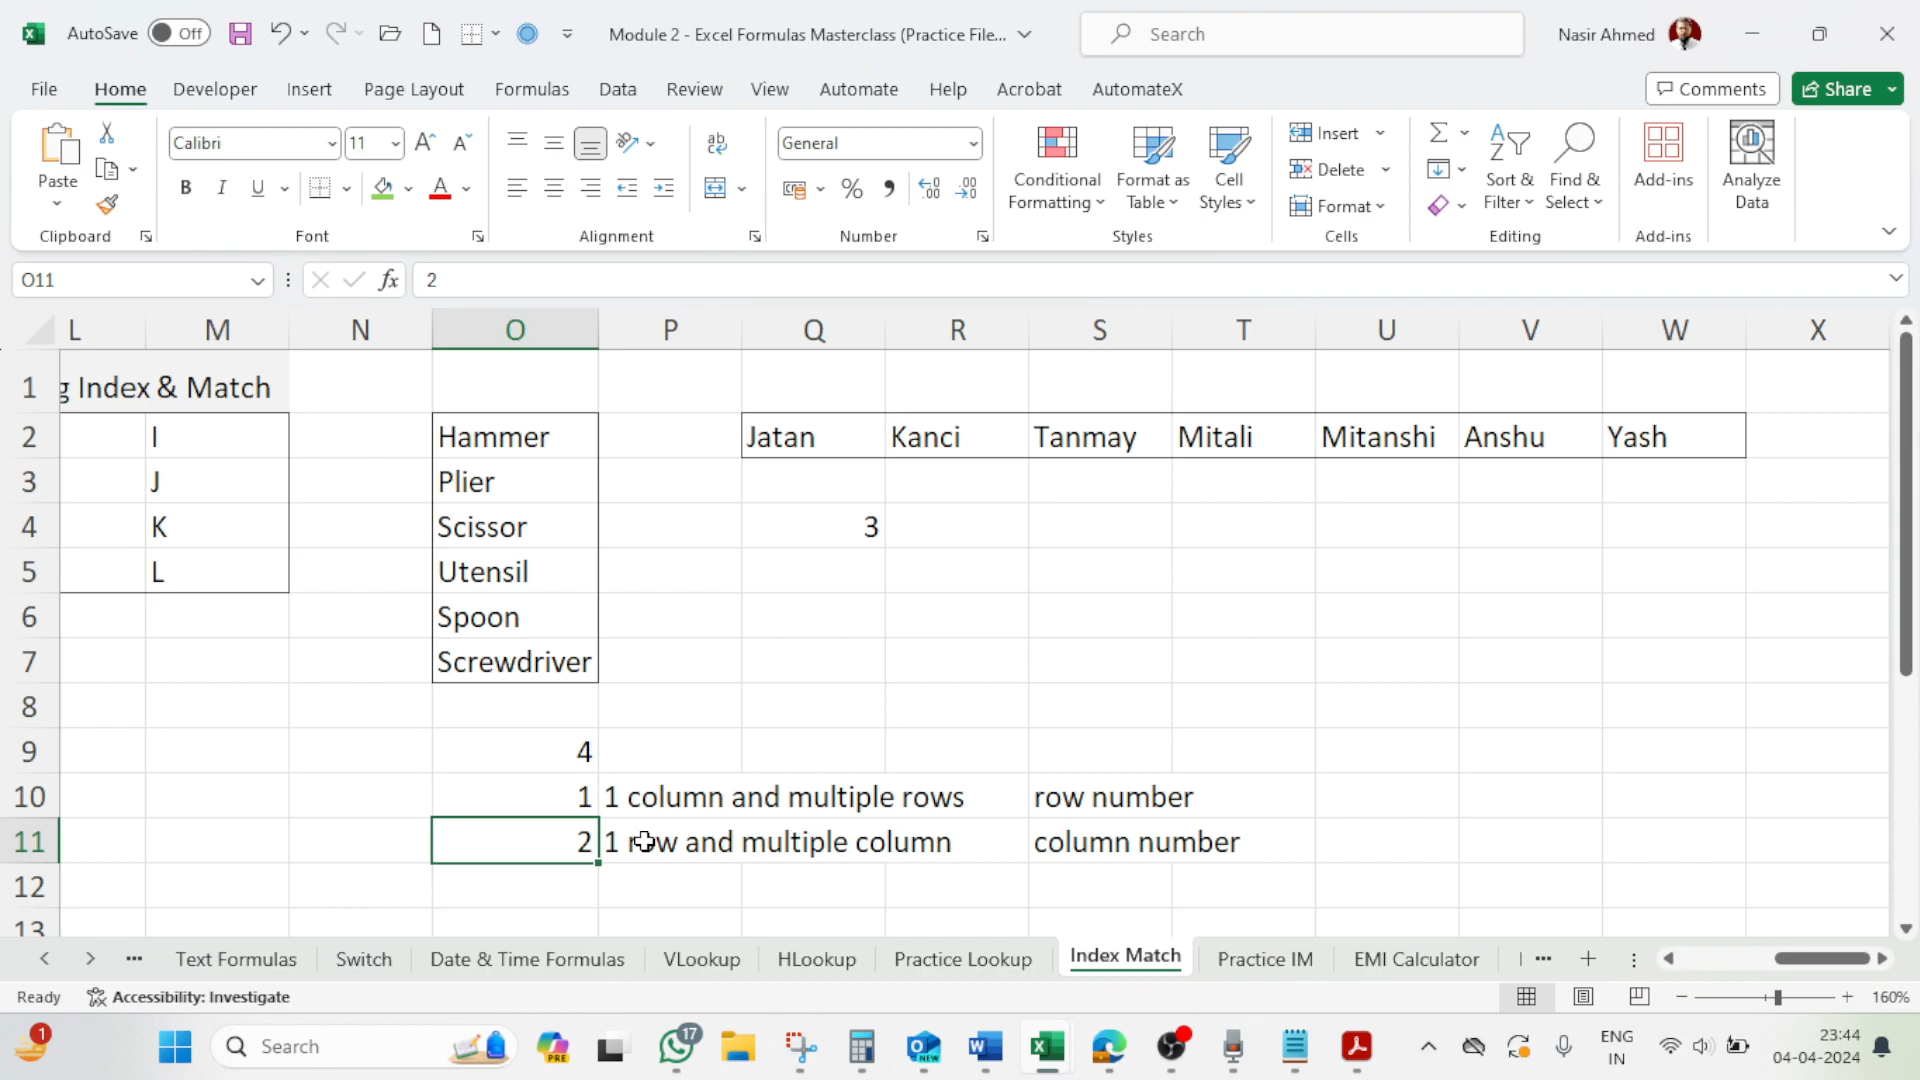 AutoSave Off Module 2 - Excel Formulas Masterclass (Practice File... Search Nasir Ahmed
File Home Developer Insert Page Layout Formulas Data Review View Automate Help Acrobat AutomateX Comments Share
Paste
Clipboard
Calibri 11
B I U A
Font
ab
Alignment
General
% 9
Number
Conditional Formatting
Format as Table
Cell Styles
Styles
Insert
Delete
Format
Cells
Sort & Filter
Find & Select
Editing
Add-ins
Add-ins
Analyze Data
O11 fx 2
L M N O P Q R S T U V W X
1 g Index & Match
2 I Hammer Jatan Kanci Tanmay Mitali Mitanshi Anshu Yash
3 J Plier
4 K Scissor 3
5 L Utensil
6 Spoon
7 Screwdriver
8
9 4
10 1 1 column and multiple rows row number
11 2 1 row and multiple column column number
12
13
... Text Formulas Switch Date & Time Formulas VLookup HLookup Practice Lookup Index Match Practice IM EMI Calculator ...
Ready Accessibility: Investigate 160%
1 Search PRE 17 NEW ENG 23:44
IN 04-04-2024